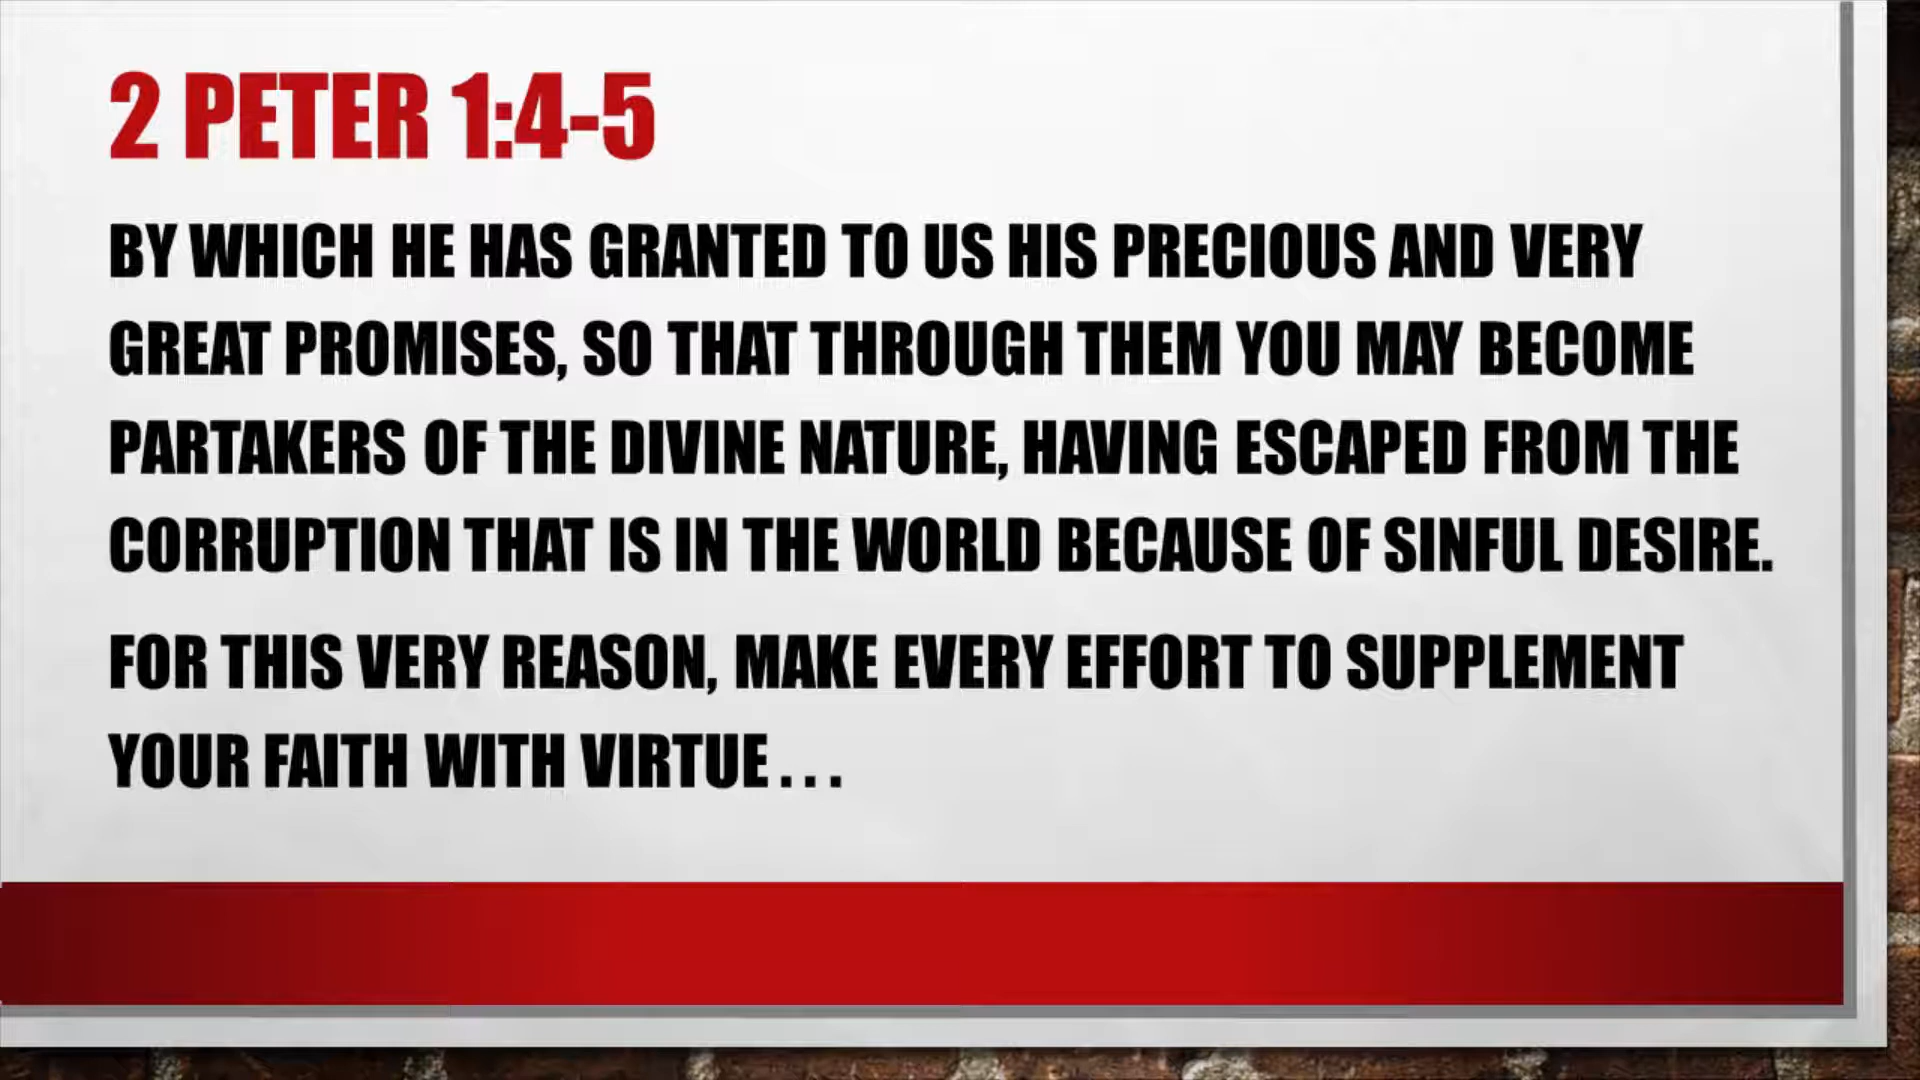 2 PETER 1:4-5
BY WHICH HE HAS GRANTED TO US HIS PRECIOUS AND VERY
GREAT PROMISES, SO THAT THROUGH THEM YOU MAY BECOME
PARTAKERS OF THE DIVINE NATURE, HAVING ESCAPED FROM THE
CORRUPTION THAT IS IN THE WORLD BECAUSE OF SINFUL DESIRE.
FOR THIS VERY REASON, MAKE EVERY EFFORT TO SUPPLEMENT
YOUR FAITH WITH VIRTUE . . .